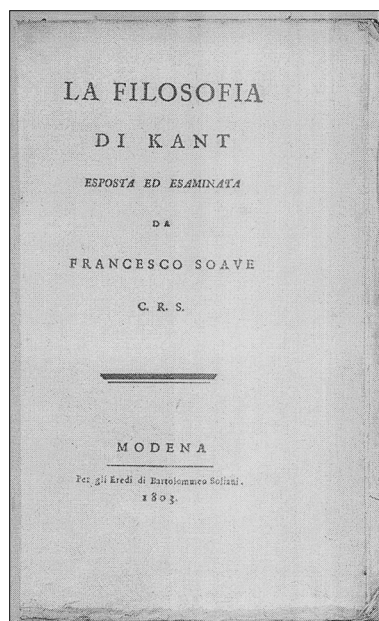 LA FILOSOFIA
DI KANT
ESPOSTA ED ESAMINATA
DA
FRANCESCO SOAVE
C. R. S.
MODENA
Per gli Eredi di Bartolommeo Soliani.
1803.